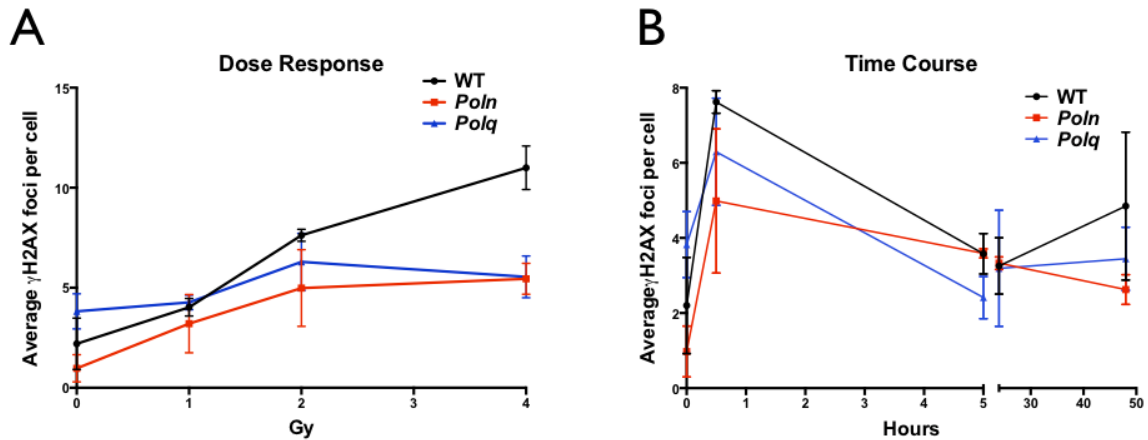 A
Dose Response
Average γH2AX foci per cell
15
10
5
0
0 1 2 3 4
Gy
WT
Poln
Polq
B
Time Course
Averageγ H2AX foci per cell
8
6
4
2
0
0 1 2 3 4 5 30 40 50
Hours
WT
Poln
Polq